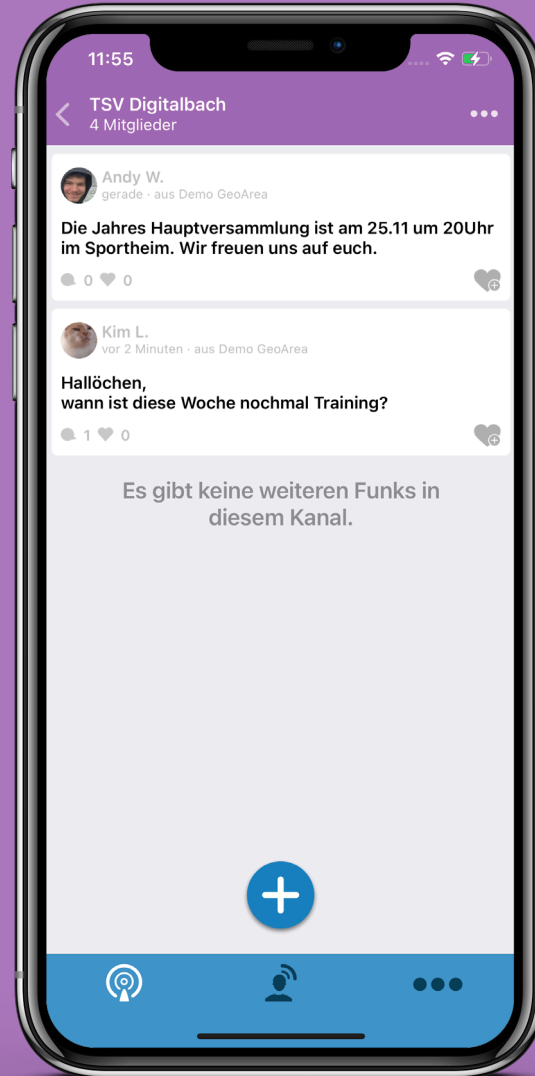 11:55
TSV Digitalbach
4 Mitglieder
Andy W.
gerade · aus Demo GeoArea
Die Jahres Hauptversammlung ist am 25.11 um 20Uhr
im Sportheim. Wir freuen uns auf euch.
0 0
Kim L.
vor 2 Minuten · aus Demo GeoArea
Hallöchen,
wann ist diese Woche nochmal Training?
1 0
Es gibt keine weiteren Funks in
diesem Kanal.